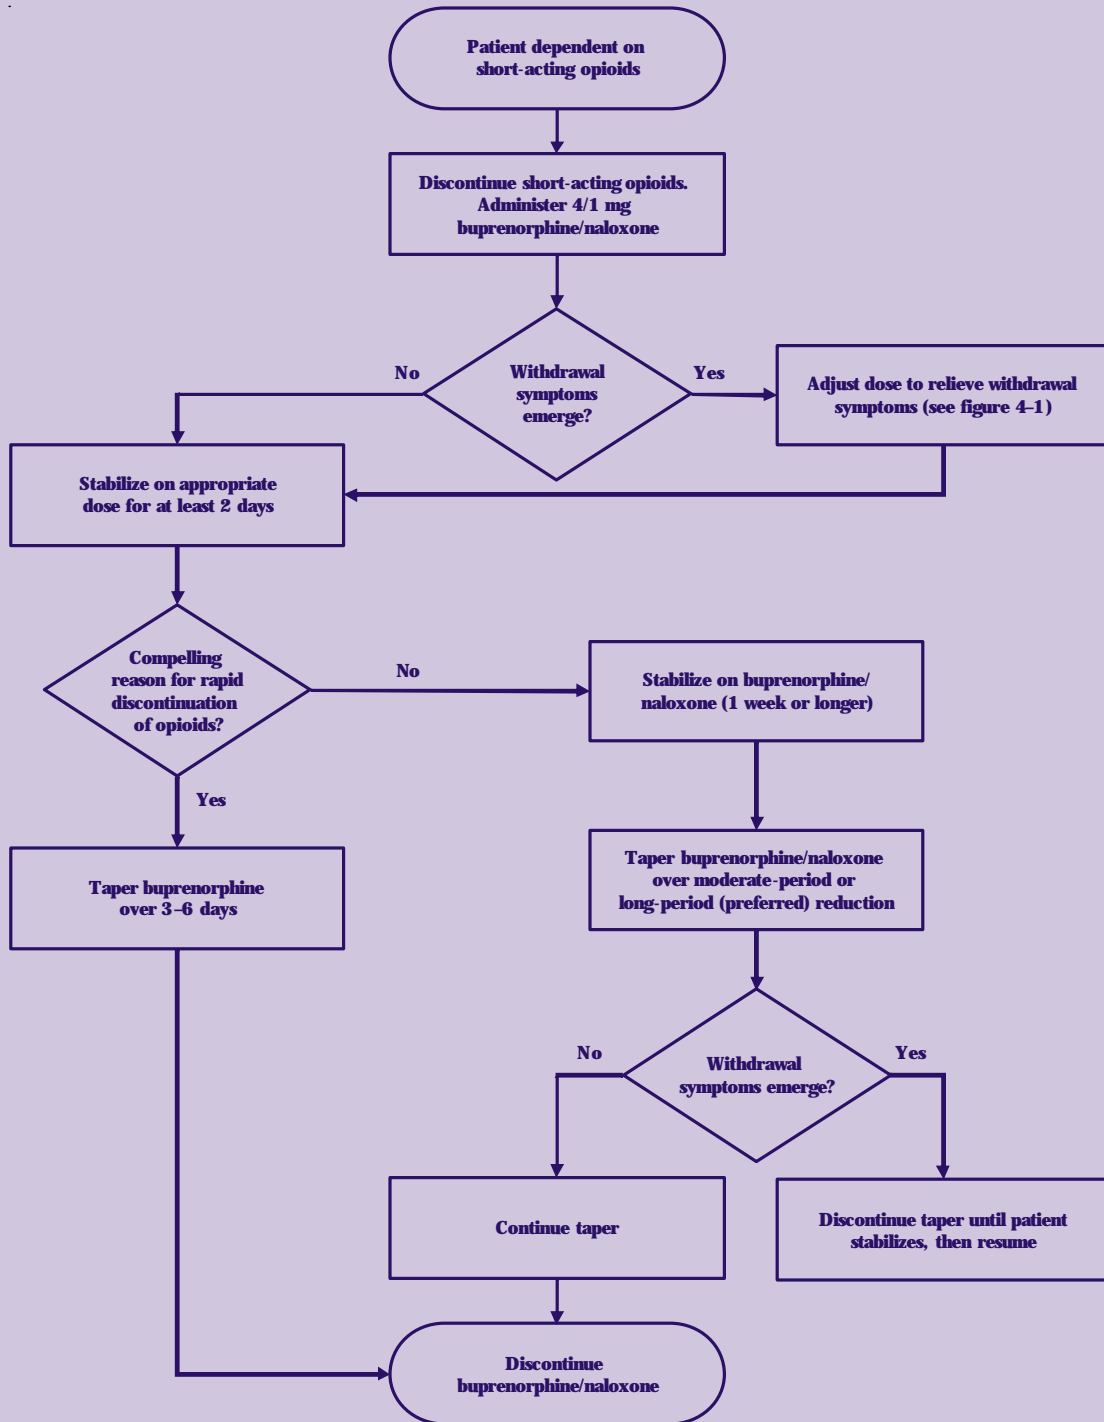 Patient dependent on
short-acting opioids
Discontinue short-acting opioids.
Administer 4/1 mg
buprenorphine/naloxone
No
Withdrawal
symptoms
emerge?
Yes
Adjust dose to relieve withdrawal
symptoms (see figure 4–1)
Stabilize on appropriate
dose for at least 2 days
Compelling
reason for rapid
discontinuation
of opioids?
No
Stabilize on buprenorphine/
naloxone (1 week or longer)
Yes
Taper buprenorphine
over 3–6 days
Taper buprenorphine/naloxone
over moderate-period or
long-period (preferred) reduction
No
Withdrawal
symptoms emerge?
Yes
Continue taper
Discontinue taper until patient
stabilizes, then resume
Discontinue
buprenorphine/naloxone